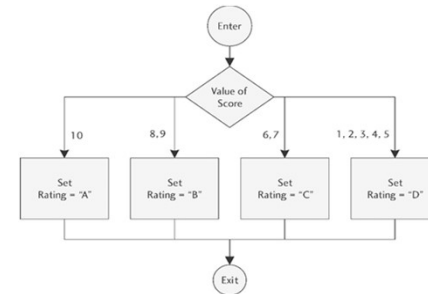 Enter
Value of
Score
10
8,9
6,7
1, 2, 3, 4, 5
Set
Rating = "A"
Set
Rating = "B"
Set
Rating = "C"
Set
Rating = "D"
Exit